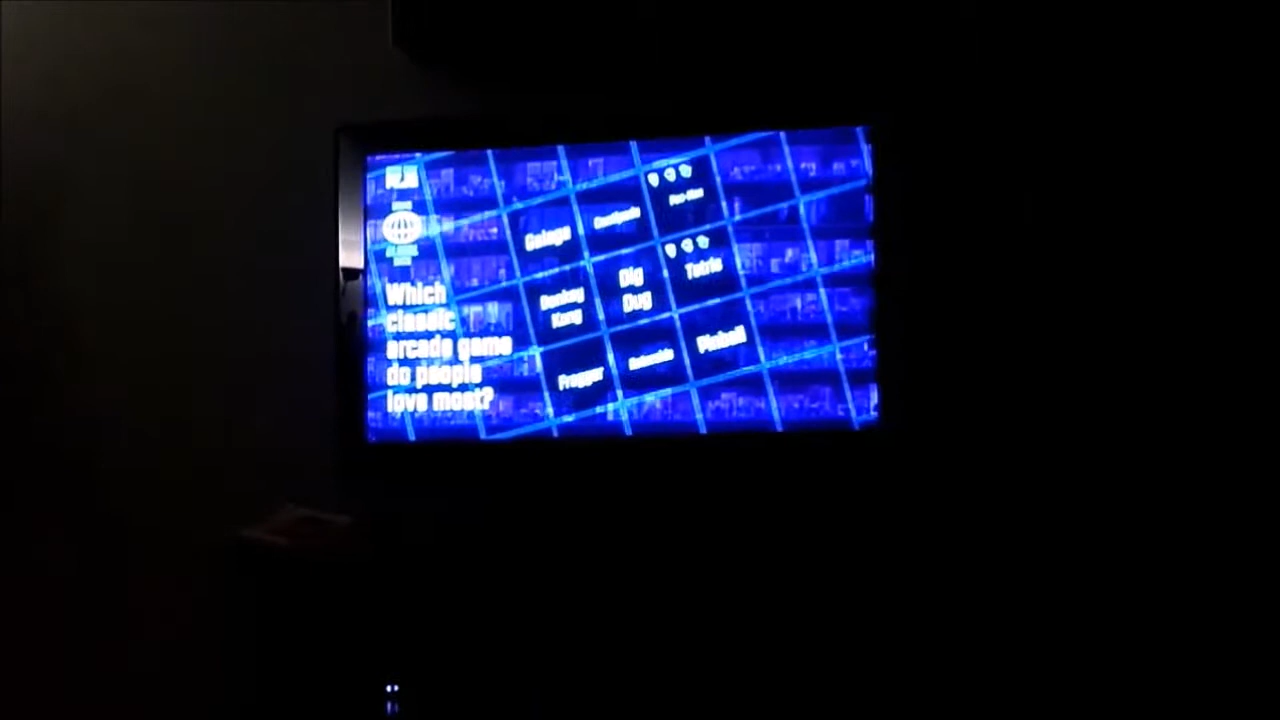 Which
classic
arcade game
do people
love most?
Galaga
Centipede
Pac-Man
Donkey
Kong
Dig
Dug
Tetris
Frogger
Asteroids
Pinball